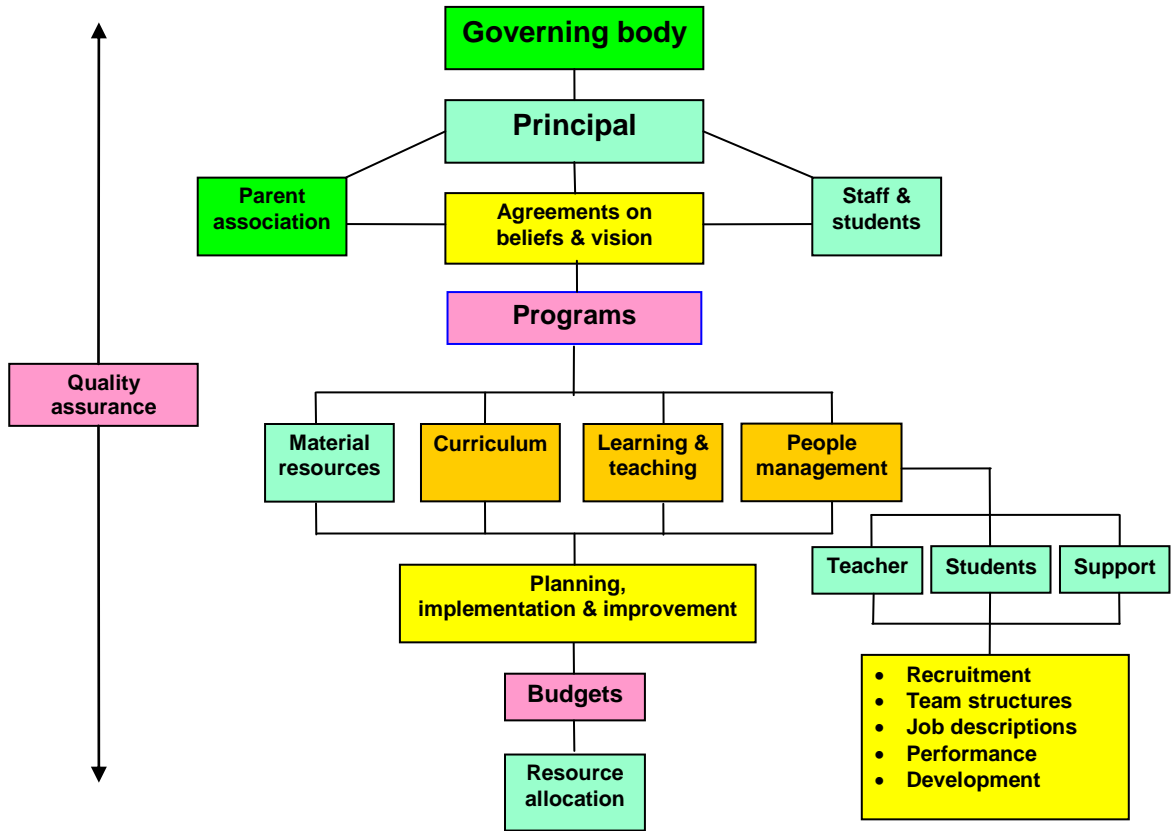 Governing body
Principal
Parent
association
Agreements on
beliefs & vision
Staff &
students
Programs
Quality
assurance
Material
resources
Curriculum
Learning &
teaching
People
management
Teacher
Students
Support
Planning,
implementation & improvement
Budgets
Resource
allocation
• Recruitment
• Team structures
• Job descriptions
• Performance
• Development